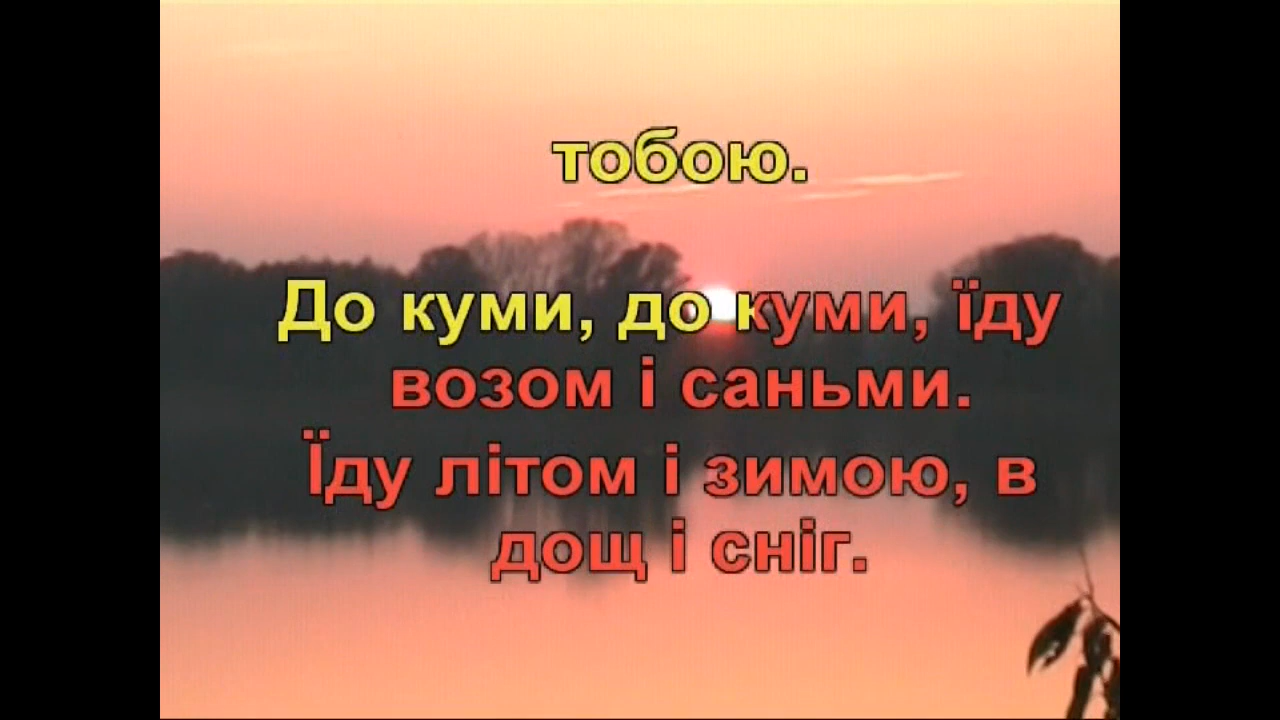 тобою.
До куми, до куми, їду
возом і саньми.
Їду літом і зимою, в
дощ і сніг.